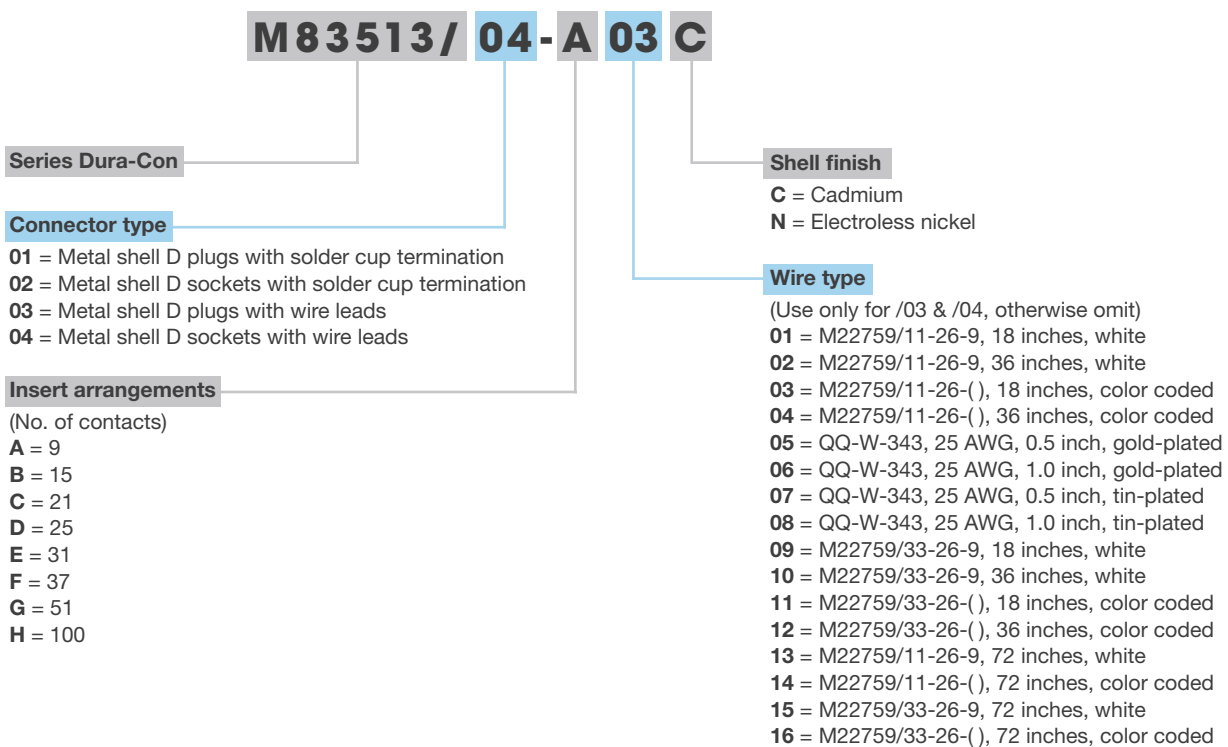 M83513/ 04-A 03 C
Series Dura-Con
Connector type
01 = Metal shell D plugs with solder cup termination
02 = Metal shell D sockets with solder cup termination
03 = Metal shell D plugs with wire leads
04 = Metal shell D sockets with wire leads
Insert arrangements
(No. of contacts)
A = 9
B = 15
C = 21
D = 25
E = 31
F = 37
G = 51
H = 100
Shell finish
C = Cadmium
N = Electroless nickel
Wire type
(Use only for /03 & /04, otherwise omit)
01 = M22759/11-26-9, 18 inches, white
02 = M22759/11-26-9, 36 inches, white
03 = M22759/11-26-( ), 18 inches, color coded
04 = M22759/11-26-( ), 36 inches, color coded
05 = QQ-W-343, 25 AWG, 0.5 inch, gold-plated
06 = QQ-W-343, 25 AWG, 1.0 inch, gold-plated
07 = QQ-W-343, 25 AWG, 0.5 inch, tin-plated
08 = QQ-W-343, 25 AWG, 1.0 inch, tin-plated
09 = M22759/33-26-9, 18 inches, white
10 = M22759/33-26-9, 36 inches, white
11 = M22759/33-26-( ), 18 inches, color coded
12 = M22759/33-26-( ), 36 inches, color coded
13 = M22759/11-26-9, 72 inches, white
14 = M22759/11-26-( ), 72 inches, color coded
15 = M22759/33-26-9, 72 inches, white
16 = M22759/33-26-( ), 72 inches, color coded